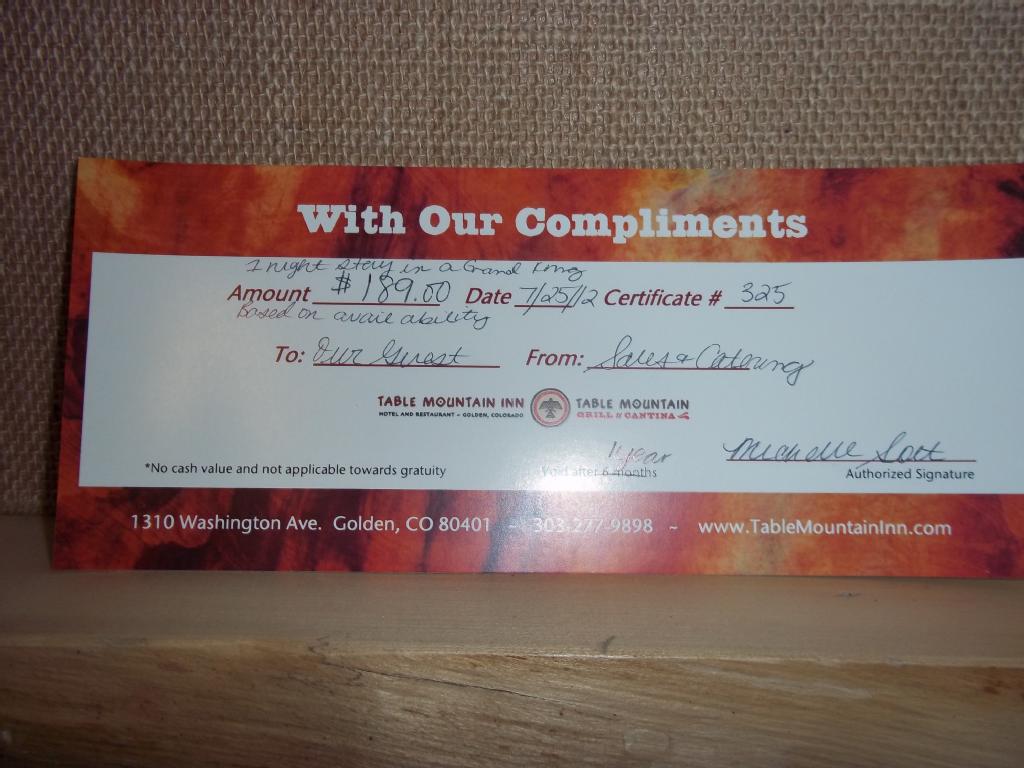 With Our Compliments
1 night stay in a Grand King
Amount $189.00 Date 7/25/12 Certificate # 325
Based on availability
To: Our Guest From: Sales & Catering
TABLE MOUNTAIN INN TABLE MOUNTAIN
HOTEL AND RESTAURANT - GOLDEN, COLORADO GRILL & CANTINA
1 year
*No cash value and not applicable towards gratuity Void after 6 months Michelle Scott
Authorized Signature
1310 Washington Ave. Golden, CO 80401 ~ 303-277-9898 ~ www.TableMountainInn.com